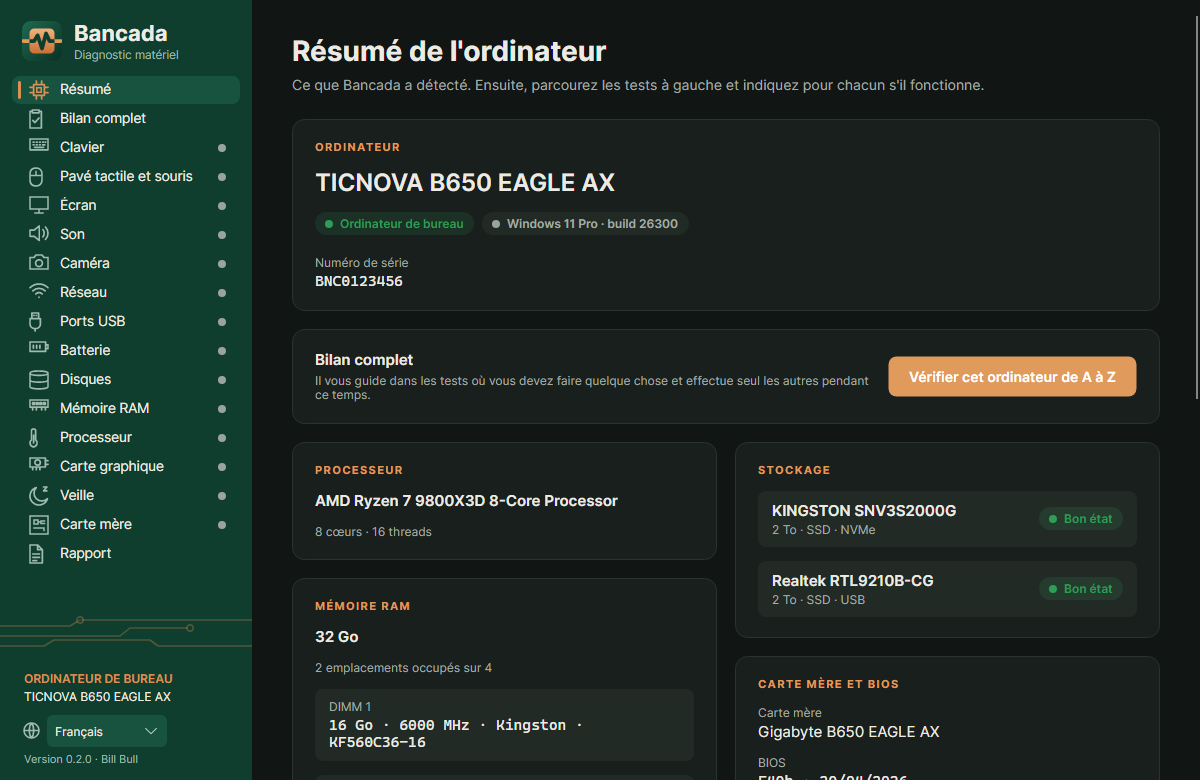 Bancada
Diagnostic matériel
Résumé
Bilan complet
Clavier
Pavé tactile et souris
Écran
Son
Caméra
Réseau
Ports USB
Batterie
Disques
Mémoire RAM
Processeur
Carte graphique
Veille
Carte mère
Rapport
ORDINATEUR DE BUREAU
TICNOVA B650 EAGLE AX
Français
Version 0.2.0 · Bill Bull
Résumé de l'ordinateur
Ce que Bancada a détecté. Ensuite, parcourez les tests à gauche et indiquez pour chacun s'il fonctionne.
ORDINATEUR
TICNOVA B650 EAGLE AX
Ordinateur de bureau
Windows 11 Pro · build 26300
Numéro de série
BNC0123456
Bilan complet
Il vous guide dans les tests où vous devez faire quelque chose et effectue seul les autres pendant
ce temps.
Vérifier cet ordinateur de A à Z
PROCESSEUR
AMD Ryzen 7 9800X3D 8-Core Processor
8 cœurs · 16 threads
MÉMOIRE RAM
32 Go
2 emplacements occupés sur 4
DIMM 1
16 Go · 6000 MHz · Kingston ·
KF560C36-16
STOCKAGE
KINGSTON SNV3S2000G
2 To · SSD · NVMe
Bon état
Realtek RTL9210B-CG
2 To · SSD · USB
Bon état
CARTE MÈRE ET BIOS
Carte mère
Gigabyte B650 EAGLE AX
BIOS